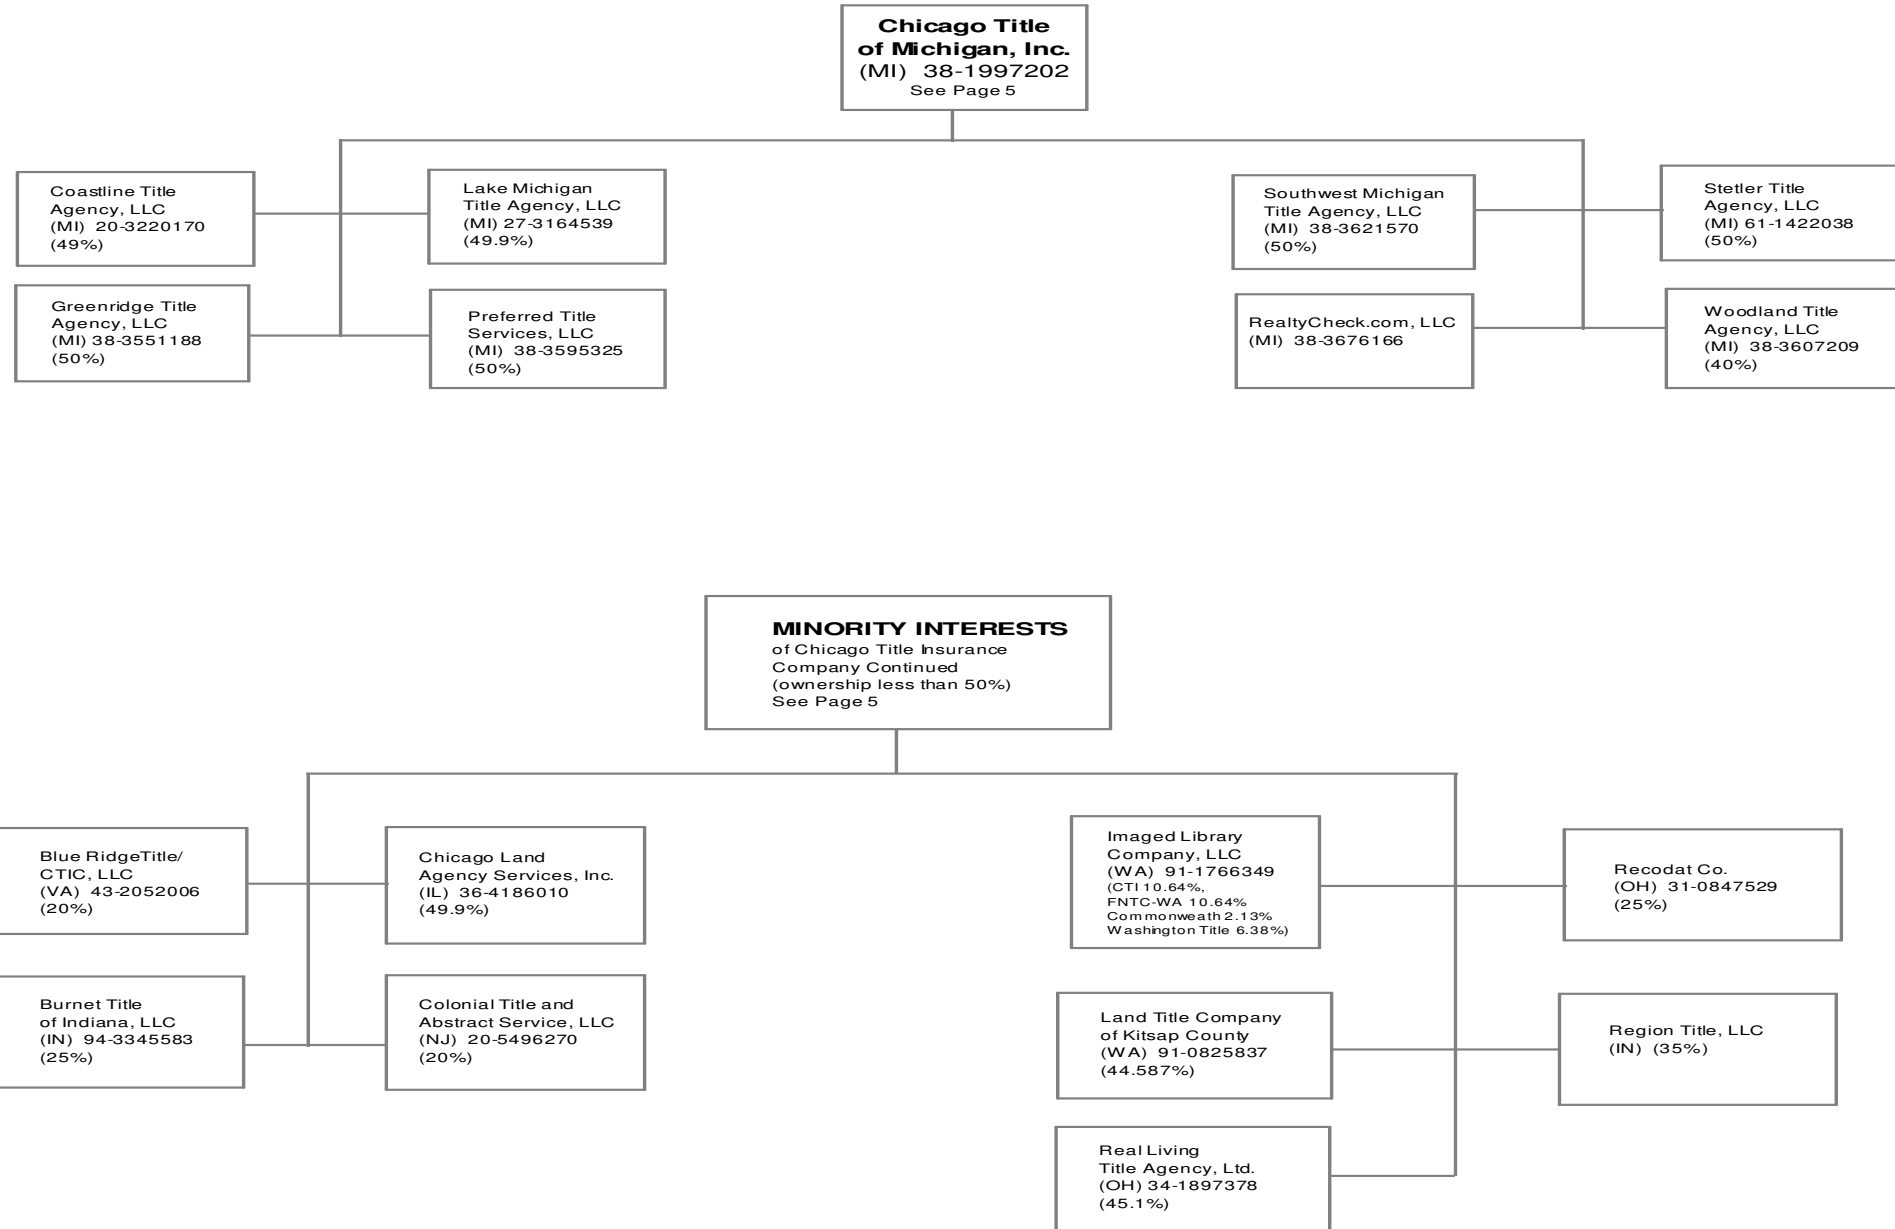 Chicago Title
of Michigan, Inc.
(MI) 38-1997202
See Page 5
Coastline Title
Agency, LLC
(MI) 20-3220170
(49%)
Lake Michigan
Title Agency, LLC
(MI) 27-3164539
(49.9%)
Southwest Michigan
Title Agency, LLC
(MI) 38-3621570
(50%)
Stetler Title
Agency, LLC
(MI) 61-1422038
(50%)
Greenridge Title
Agency, LLC
(MI) 38-3551188
(50%)
Preferred Title
Services, LLC
(MI) 38-3595325
(50%)
RealtyCheck.com, LLC
(MI) 38-3676166
Woodland Title
Agency, LLC
(MI) 38-3607209
(40%)
MINORITY INTERESTS
of Chicago Title Insurance
Company Continued
(ownership less than 50%)
See Page 5
Blue RidgeTitle/
CTIC, LLC
(VA) 43-2052006
(20%)
Chicago Land
Agency Services, Inc.
(IL) 36-4186010
(49.9%)
Imaged Library
Company, LLC
(WA) 91-1766349
(CTI 10.64%,
FNTC-WA 10.64%
Commonweath 2.13%
Washington Title 6.38%)
Recodat Co.
(OH) 31-0847529
(25%)
Burnet Title
of Indiana, LLC
(IN) 94-3345583
(25%)
Colonial Title and
Abstract Service, LLC
(NJ) 20-5496270
(20%)
Land Title Company
of Kitsap County
(WA) 91-0825837
(44.587%)
Region Title, LLC
(IN) (35%)
Real Living
Title Agency, Ltd.
(OH) 34-1897378
(45.1%)